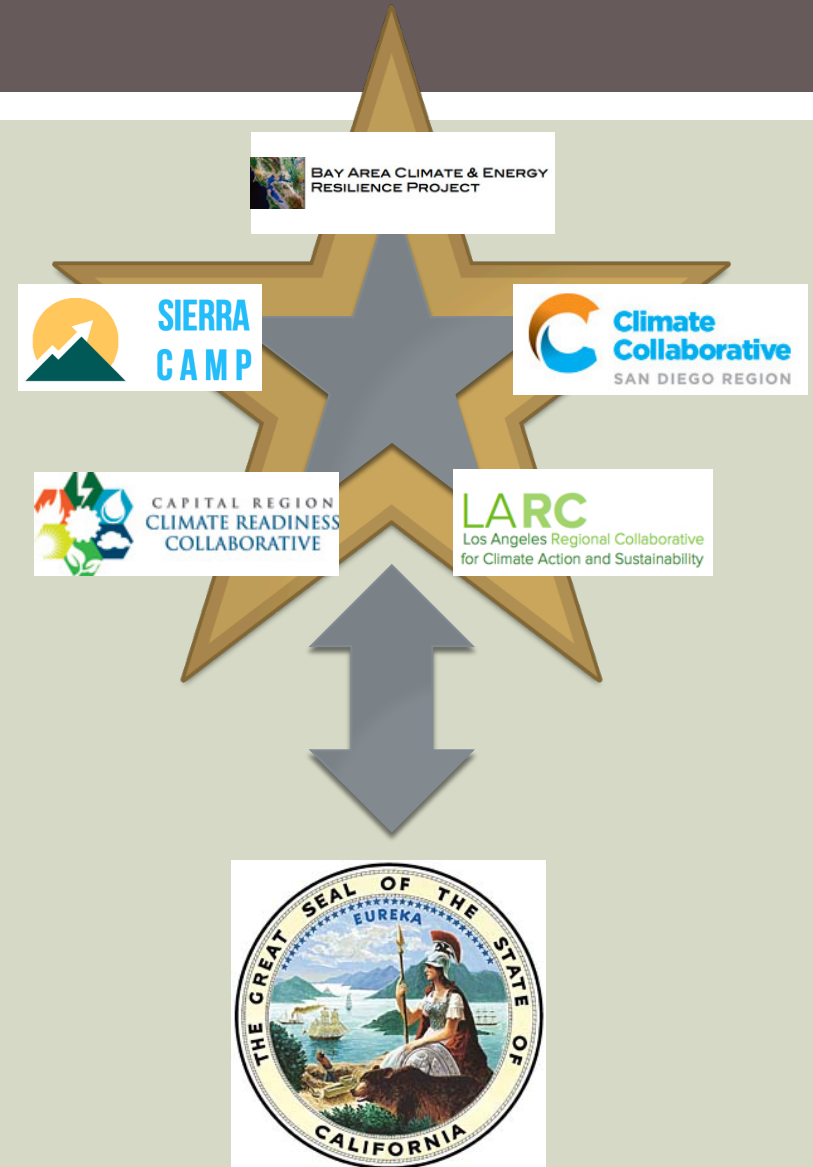 BAY AREA CLIMATE & ENERGY
RESILIENCE PROJECT
SIERRA
CAMP
Climate
Collaborative
SAN DIEGO REGION
CAPITAL REGION
CLIMATE READINESS
COLLABORATIVE
LARC
Los Angeles Regional Collaborative
for Climate Action and Sustainability
THE GREAT SEAL OF THE STATE OF CALIFORNIA
EUREKA